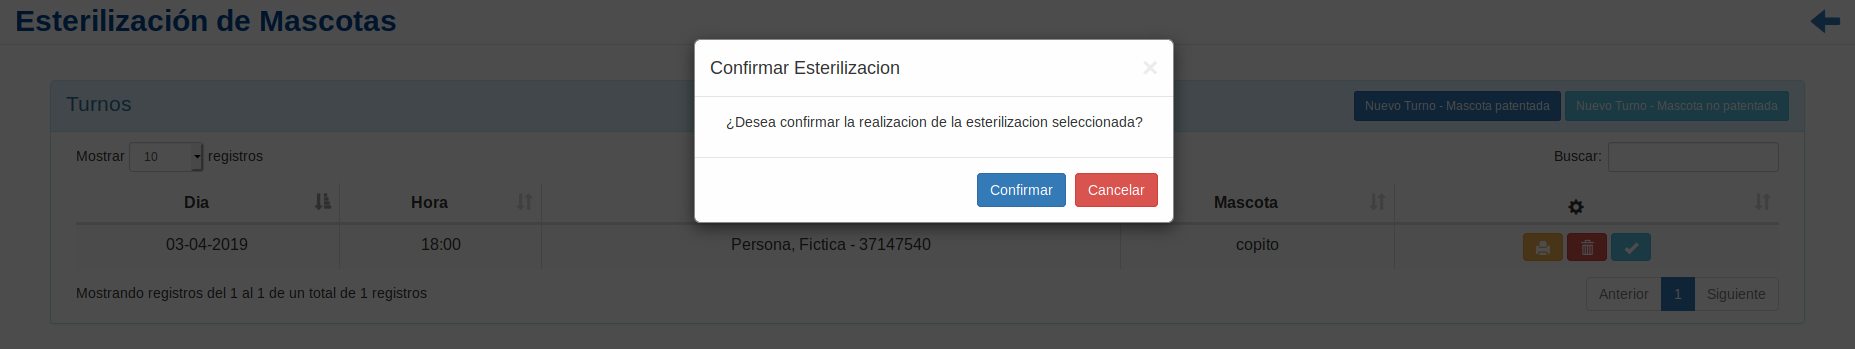 Esterilización de Mascotas
Confirmar Esterilizacion
×
¿Desea confirmar la realizacion de la esterilizacion seleccionada?
Confirmar Cancelar
Turnos
Nuevo Turno - Mascota patentada Nuevo Turno - Mascota no patentada
Mostrar 10 registros Buscar:
Dia Hora Mascota
03-04-2019 18:00 Persona, Fictica - 37147540 copito
Mostrando registros del 1 al 1 de un total de 1 registros Anterior 1 Siguiente